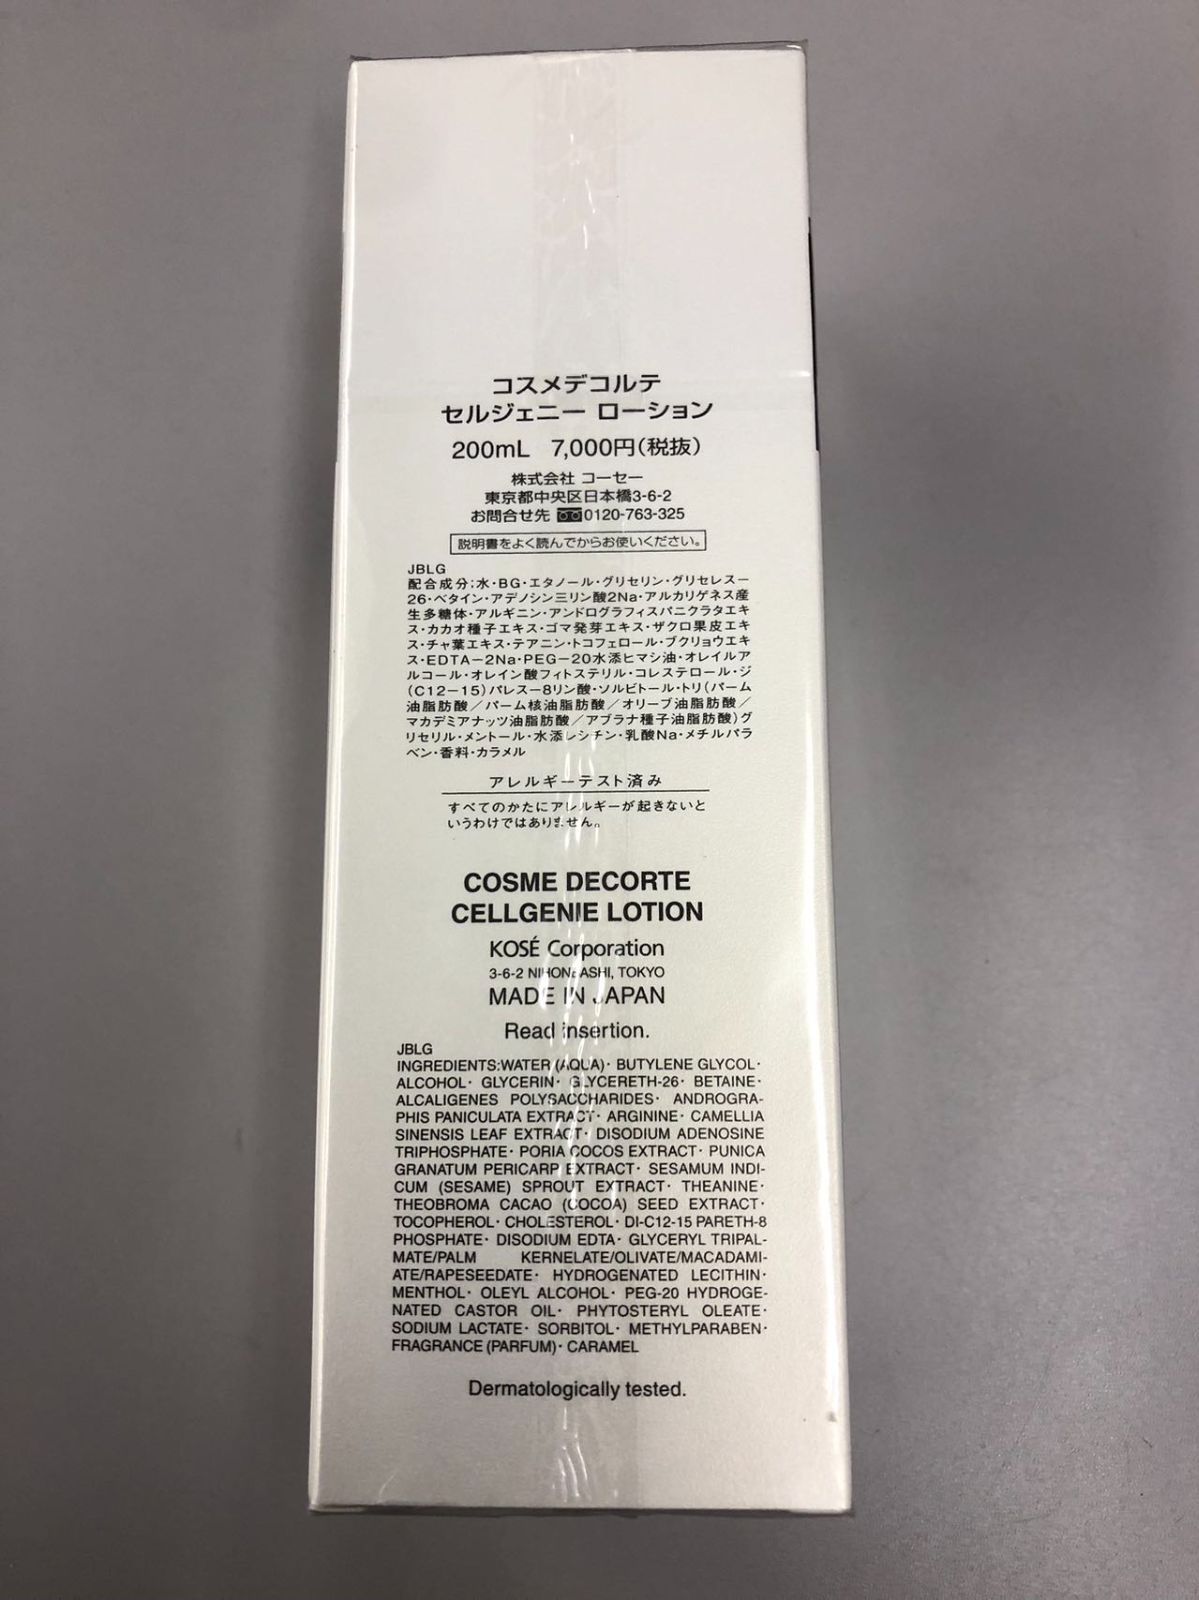 コスメデコルテ
セルジェニー ローション
200mL 7,000円(税抜)
株式会社 コーセー
東京都中央区日本橋3-6-2
お問合せ先 0120-763-325
説明書をよく読んでからお使いください。
JBLG
配合成分:水・BG・エタノール・グリセリン・グリセレス－
26・ベタイン・アデノシン三リン酸2Na・アルカリゲネス産
生多糖体・アルギニン・アンドログラフィスパニクラタエキ
ス・カカオ種子エキス・ゴマ発芽エキス・ザクロ果皮エキ
ス・チャ葉エキス・テアニン・トコフェロール・ブクリョウエキ
ス・EDTA－2Na・PEG－20水添ヒマシ油・オレイルア
ルコール・オレイン酸フィトステリル・コレステロール・ジ
(C12－15)パレス－8リン酸・ソルビトール・トリ(パーム
油脂肪酸／パーム核油脂肪酸／オリーブ油脂肪酸／
マカデミアナッツ油脂肪酸／アブラナ種子油脂肪酸)グ
リセリル・メントール・水添レシチン・乳酸Na・メチルパラ
ベン・香料・カラメル
アレルギーテスト済み
すべてのかたにアレルギーが起きないと
いうわけではありません。
COSME DECORTE
CELLGENIE LOTION
KOSÉ Corporation
3-6-2 NIHONBASHI, TOKYO
MADE IN JAPAN
Read insertion.
JBLG
INGREDIENTS:WATER (AQUA)・ BUTYLENE GLYCOL・
ALCOHOL・ GLYCERIN・ GLYCERETH-26・ BETAINE・
ALCALIGENES POLYSACCHARIDES・ ANDROGRA-
PHIS PANICULATA EXTRACT・ ARGININE・ CAMELLIA
SINENSIS LEAF EXTRACT・ DISODIUM ADENOSINE
TRIPHOSPHATE・ PORIA COCOS EXTRACT・ PUNICA
GRANATUM PERICARP EXTRACT・ SESAMUM INDI-
CUM (SESAME) SPROUT EXTRACT・ THEANINE・
THEOBROMA CACAO (COCOA) SEED EXTRACT・
TOCOPHEROL・ CHOLESTEROL・ DI-C12-15 PARETH-8
PHOSPHATE・ DISODIUM EDTA・ GLYCERYL TRIPAL-
MATE/PALM KERNELATE/OLIVATE/MACADAMI-
ATE/RAPESEEDATE・ HYDROGENATED LECITHIN・
MENTHOL・ OLEYL ALCOHOL・ PEG-20 HYDROGE-
NATED CASTOR OIL・ PHYTOSTERYL OLEATE・
SODIUM LACTATE・ SORBITOL・ METHYLPARABEN・
FRAGRANCE (PARFUM)・ CARAMEL
Dermatologically tested.